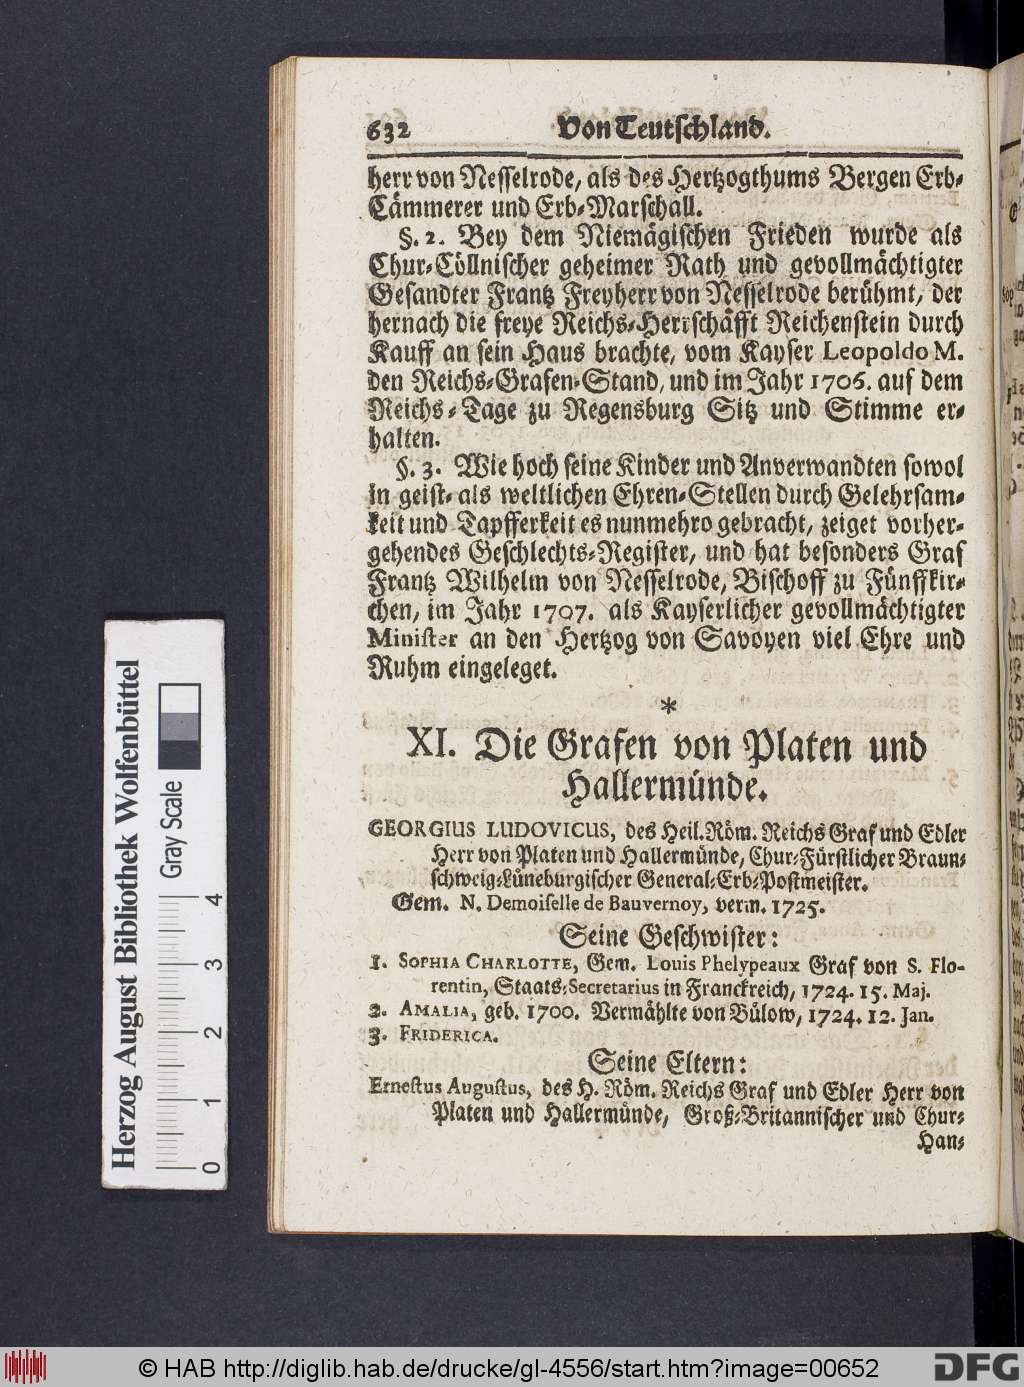 632 Von Teutschland.
herr von Nesselrode, als des Hertzogthums Bergen Erb-
Cämmerer und Erb-Marschall.
§. 2. Bey dem Niemägischen Frieden wurde als
Chur-Cöllnischer geheimer Rath und gevollmächtigter
Gesandter Frantz Freyherr von Nesselrode berühmt, der
hernach die freye Reichs-Herrschäfft Reichenstein durch
Kauff an sein Haus brachte, vom Kayser Leopoldo M.
den Reichs-Grafen-Stand, und im Jahr 1706. auf dem
Reichs-Tage zu Regensburg Sitz und Stimme er-
halten.
§. 3. Wie hoch seine Kinder und Anverwandten sowol
in geist- als weltlichen Ehren-Stellen durch Gelehrsam-
keit und Tapfferkeit es nunmehro gebracht, zeiget vorher-
gehendes Geschlechts-Register, und hat besonders Graf
Frantz Wilhelm von Nesselrode, Bischoff zu Fünffkir-
chen, im Jahr 1707. als Kayserlicher gevollmächtigter
Minister an den Hertzog von Savoyen viel Ehre und
Ruhm eingeleget.
*
XI. Die Grafen von Platen und
Hallermünde.
GEORGIUS LUDOVICUS, des Heil. Röm. Reichs Graf und Edler
Herr von Platen und Hallermünde, Chur-Fürstlicher Braun-
schweig-Lüneburgischer General-Erb-Postmeister.
Gem. N. Demoiselle de Bauvernoy, verm. 1725.
Seine Geschwister:
1. SOPHIA CHARLOTTE, Gem. Louis Phelypeaux Graf von S. Flo-
rentin, Staats-Secretarius in Franckreich, 1724. 15. Maj.
2. AMALIA, geb. 1700. Vermählte von Bülow, 1724. 12. Jan.
3. FRIDERICA.
Seine Eltern:
Ernestus Augustus, des H. Röm. Reichs Graf und Edler Herr von
Platen und Hallermünde, Groß-Britannischer und Chur-
Han-
Herzog August Bibliothek Wolfenbüttel
Gray Scale
0 1 2 3 4
© HAB http://diglib.hab.de/drucke/gl-4556/start.htm?image=00652
DFG